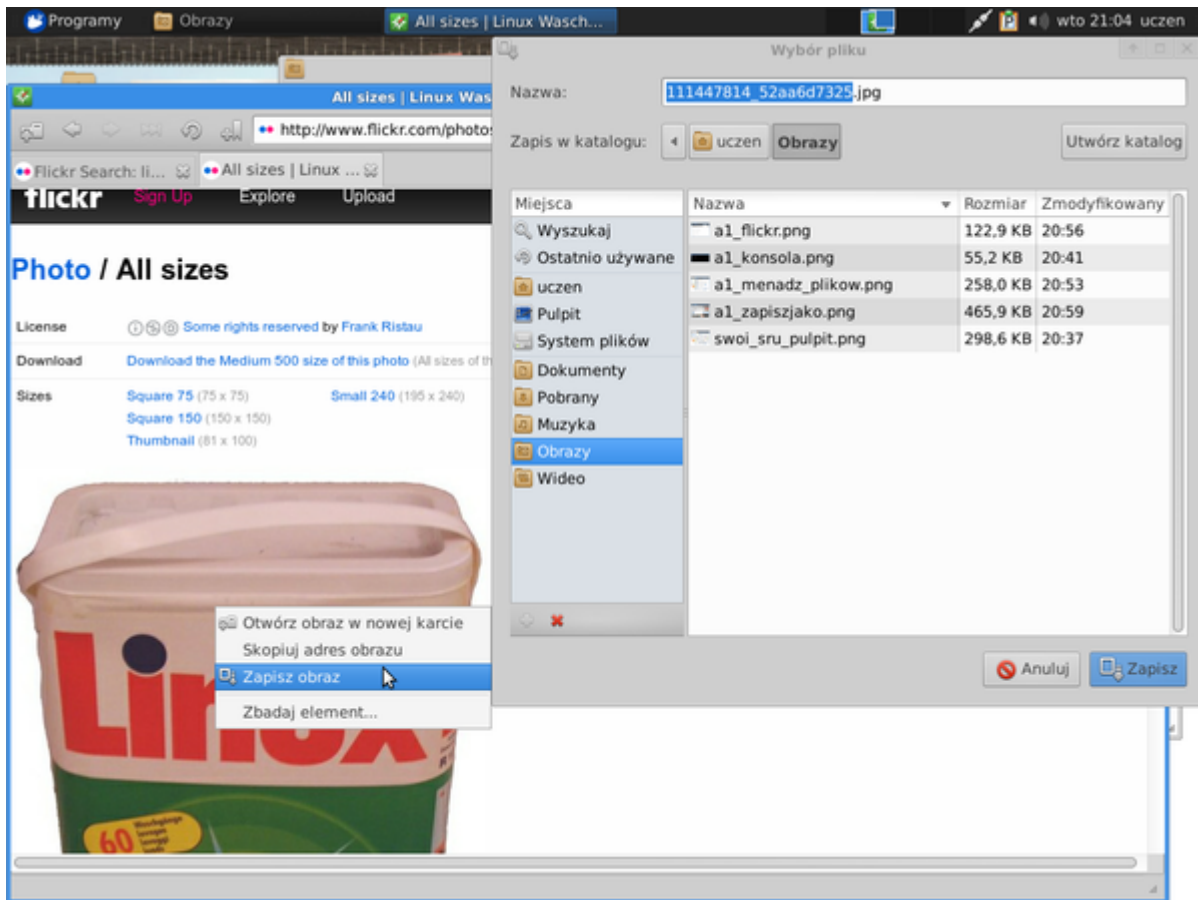 Programy
Obrazy
All sizes | Linux Wasch...
wto 21:04 uczen
All sizes | Linux Was
http://www.flickr.com/photos
Flickr Search: li...
All sizes | Linux ...
flickr Sign Up Explore Upload
Photo / All sizes
License Some rights reserved by Frank Ristau
Download Download the Medium 500 size of this photo (All sizes of th
Sizes Square 75 (75 x 75) Small 240 (195 x 240)
Square 150 (150 x 150)
Thumbnail (81 x 100)
Linux
60
Otwórz obraz w nowej karcie
Skopiuj adres obrazu
Zapisz obraz
Zbadaj element...
Wybór pliku
Nazwa: 111447814_52aa6d7325.jpg
Zapis w katalogu: uczen Obrazy Utwórz katalog
Miejsca
Wyszukaj
Ostatnio używane
uczen
Pulpit
System plików
Dokumenty
Pobrany
Muzyka
Obrazy
Wideo
Nazwa Rozmiar Zmodyfikowany
a1_flickr.png 122,9 KB 20:56
a1_konsola.png 55,2 KB 20:41
a1_menadz_plikow.png 258,0 KB 20:53
a1_zapiszjako.png 465,9 KB 20:59
swoi_sru_pulpit.png 298,6 KB 20:37
Anuluj Zapisz